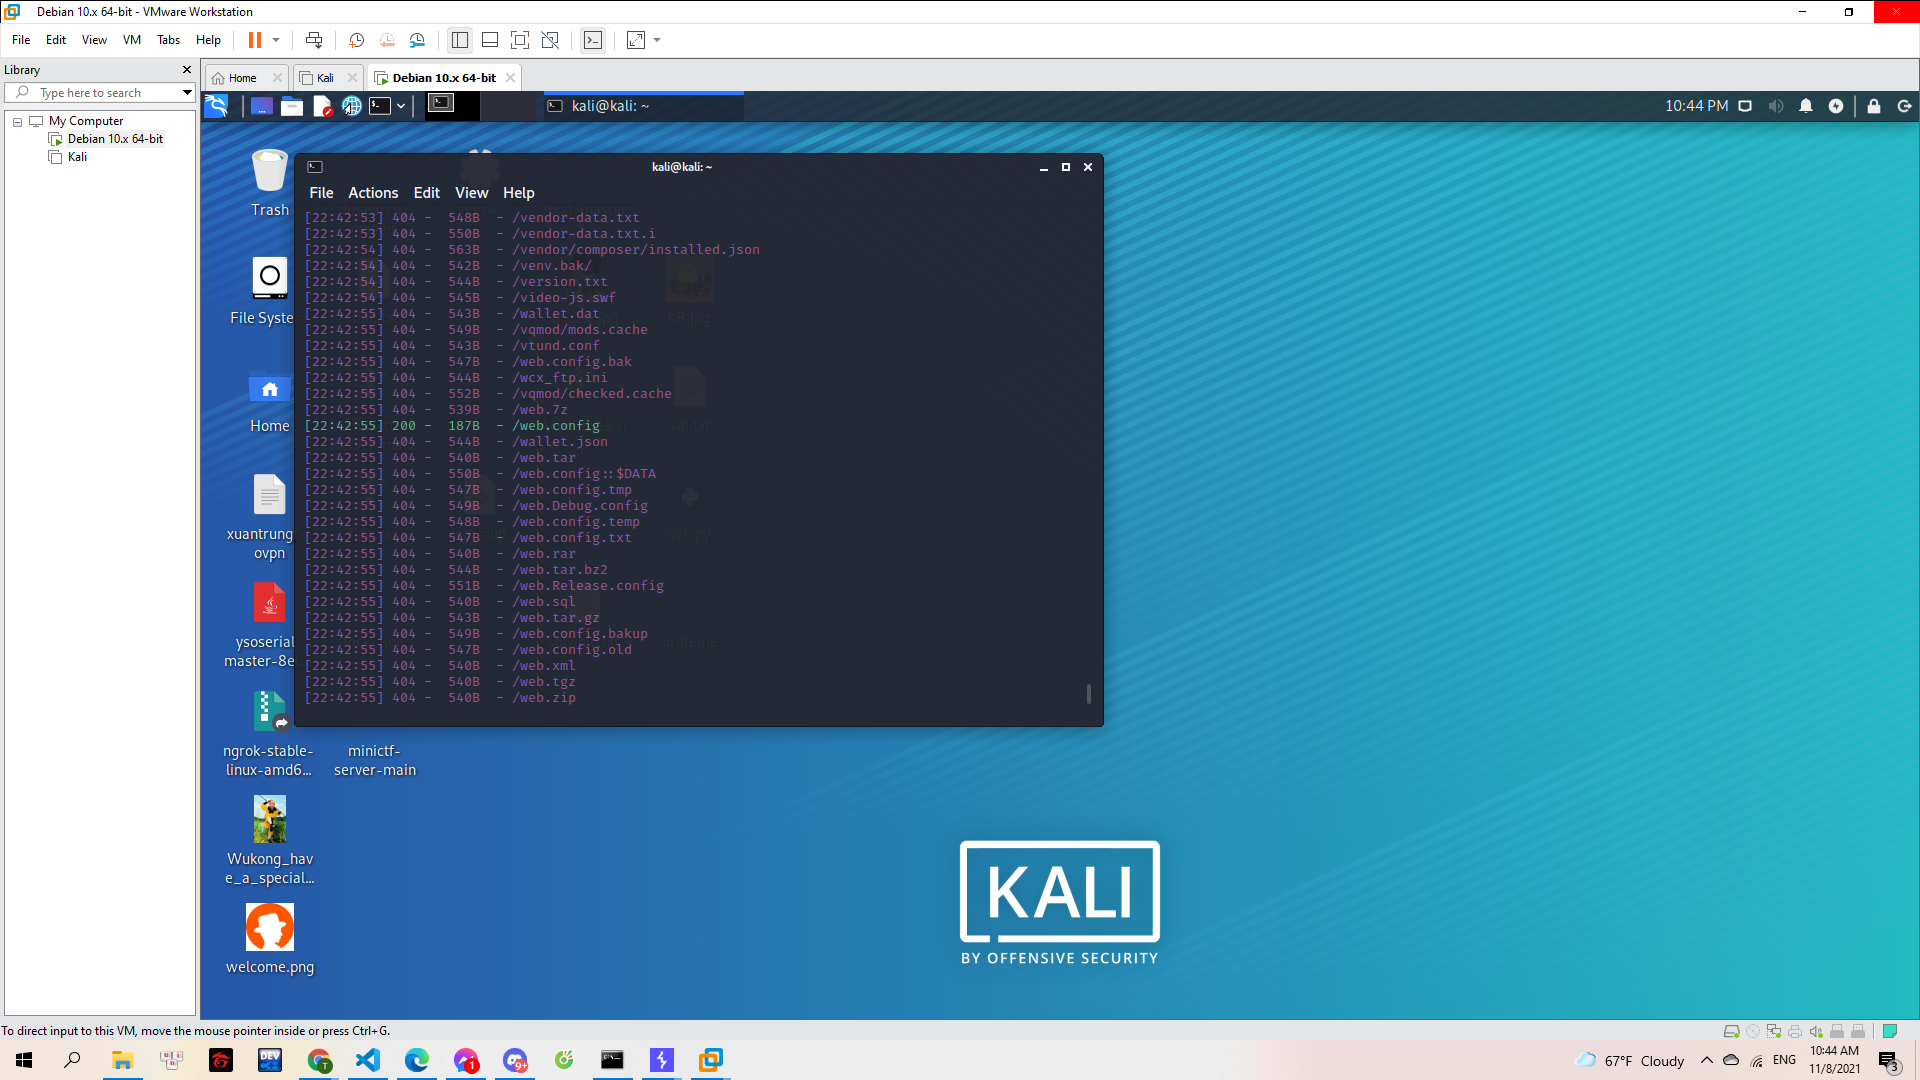 Debian 10.x 64-bit - VMware Workstation
File Edit View VM Tabs Help
Library
Type here to search
My Computer
Debian 10.x 64-bit
Kali
Home
Kali
Debian 10.x 64-bit
kali@kali: ~
10:44 PM
Trash
File Syste
Home
xuantrung
ovpn
ysoserial
master-8e
ngrok-stable-
linux-amd6...
minictf-
server-main
Wukong_hav
e_a_special...
welcome.png
kali@kali: ~
File Actions Edit View Help
[22:42:53] 404 - 548B - /vendor-data.txt
[22:42:53] 404 - 550B - /vendor-data.txt.i
[22:42:54] 404 - 563B - /vendor/composer/installed.json
[22:42:54] 404 - 542B - /venv.bak/
[22:42:54] 404 - 544B - /version.txt
[22:42:54] 404 - 545B - /video-js.swf
[22:42:55] 404 - 543B - /wallet.dat
[22:42:55] 404 - 549B - /vqmod/mods.cache
[22:42:55] 404 - 543B - /vtund.conf
[22:42:55] 404 - 547B - /web.config.bak
[22:42:55] 404 - 544B - /wcx_ftp.ini
[22:42:55] 404 - 552B - /vqmod/checked.cache
[22:42:55] 404 - 539B - /web.7z
[22:42:55] 200 - 187B - /web.config
[22:42:55] 404 - 544B - /wallet.json
[22:42:55] 404 - 540B - /web.tar
[22:42:55] 404 - 550B - /web.config::$DATA
[22:42:55] 404 - 547B - /web.config.tmp
[22:42:55] 404 - 549B - /web.Debug.config
[22:42:55] 404 - 548B - /web.config.temp
[22:42:55] 404 - 547B - /web.config.txt
[22:42:55] 404 - 540B - /web.rar
[22:42:55] 404 - 544B - /web.tar.bz2
[22:42:55] 404 - 551B - /web.Release.config
[22:42:55] 404 - 540B - /web.sql
[22:42:55] 404 - 543B - /web.tar.gz
[22:42:55] 404 - 549B - /web.config.bakup
[22:42:55] 404 - 547B - /web.config.old
[22:42:55] 404 - 540B - /web.xml
[22:42:55] 404 - 540B - /web.tgz
[22:42:55] 404 - 540B - /web.zip
KALI
BY OFFENSIVE SECURITY
To direct input to this VM, move the mouse pointer inside or press Ctrl+G.
DEV
T
1
9+
67°F Cloudy
ENG
10:44 AM
11/8/2021
3